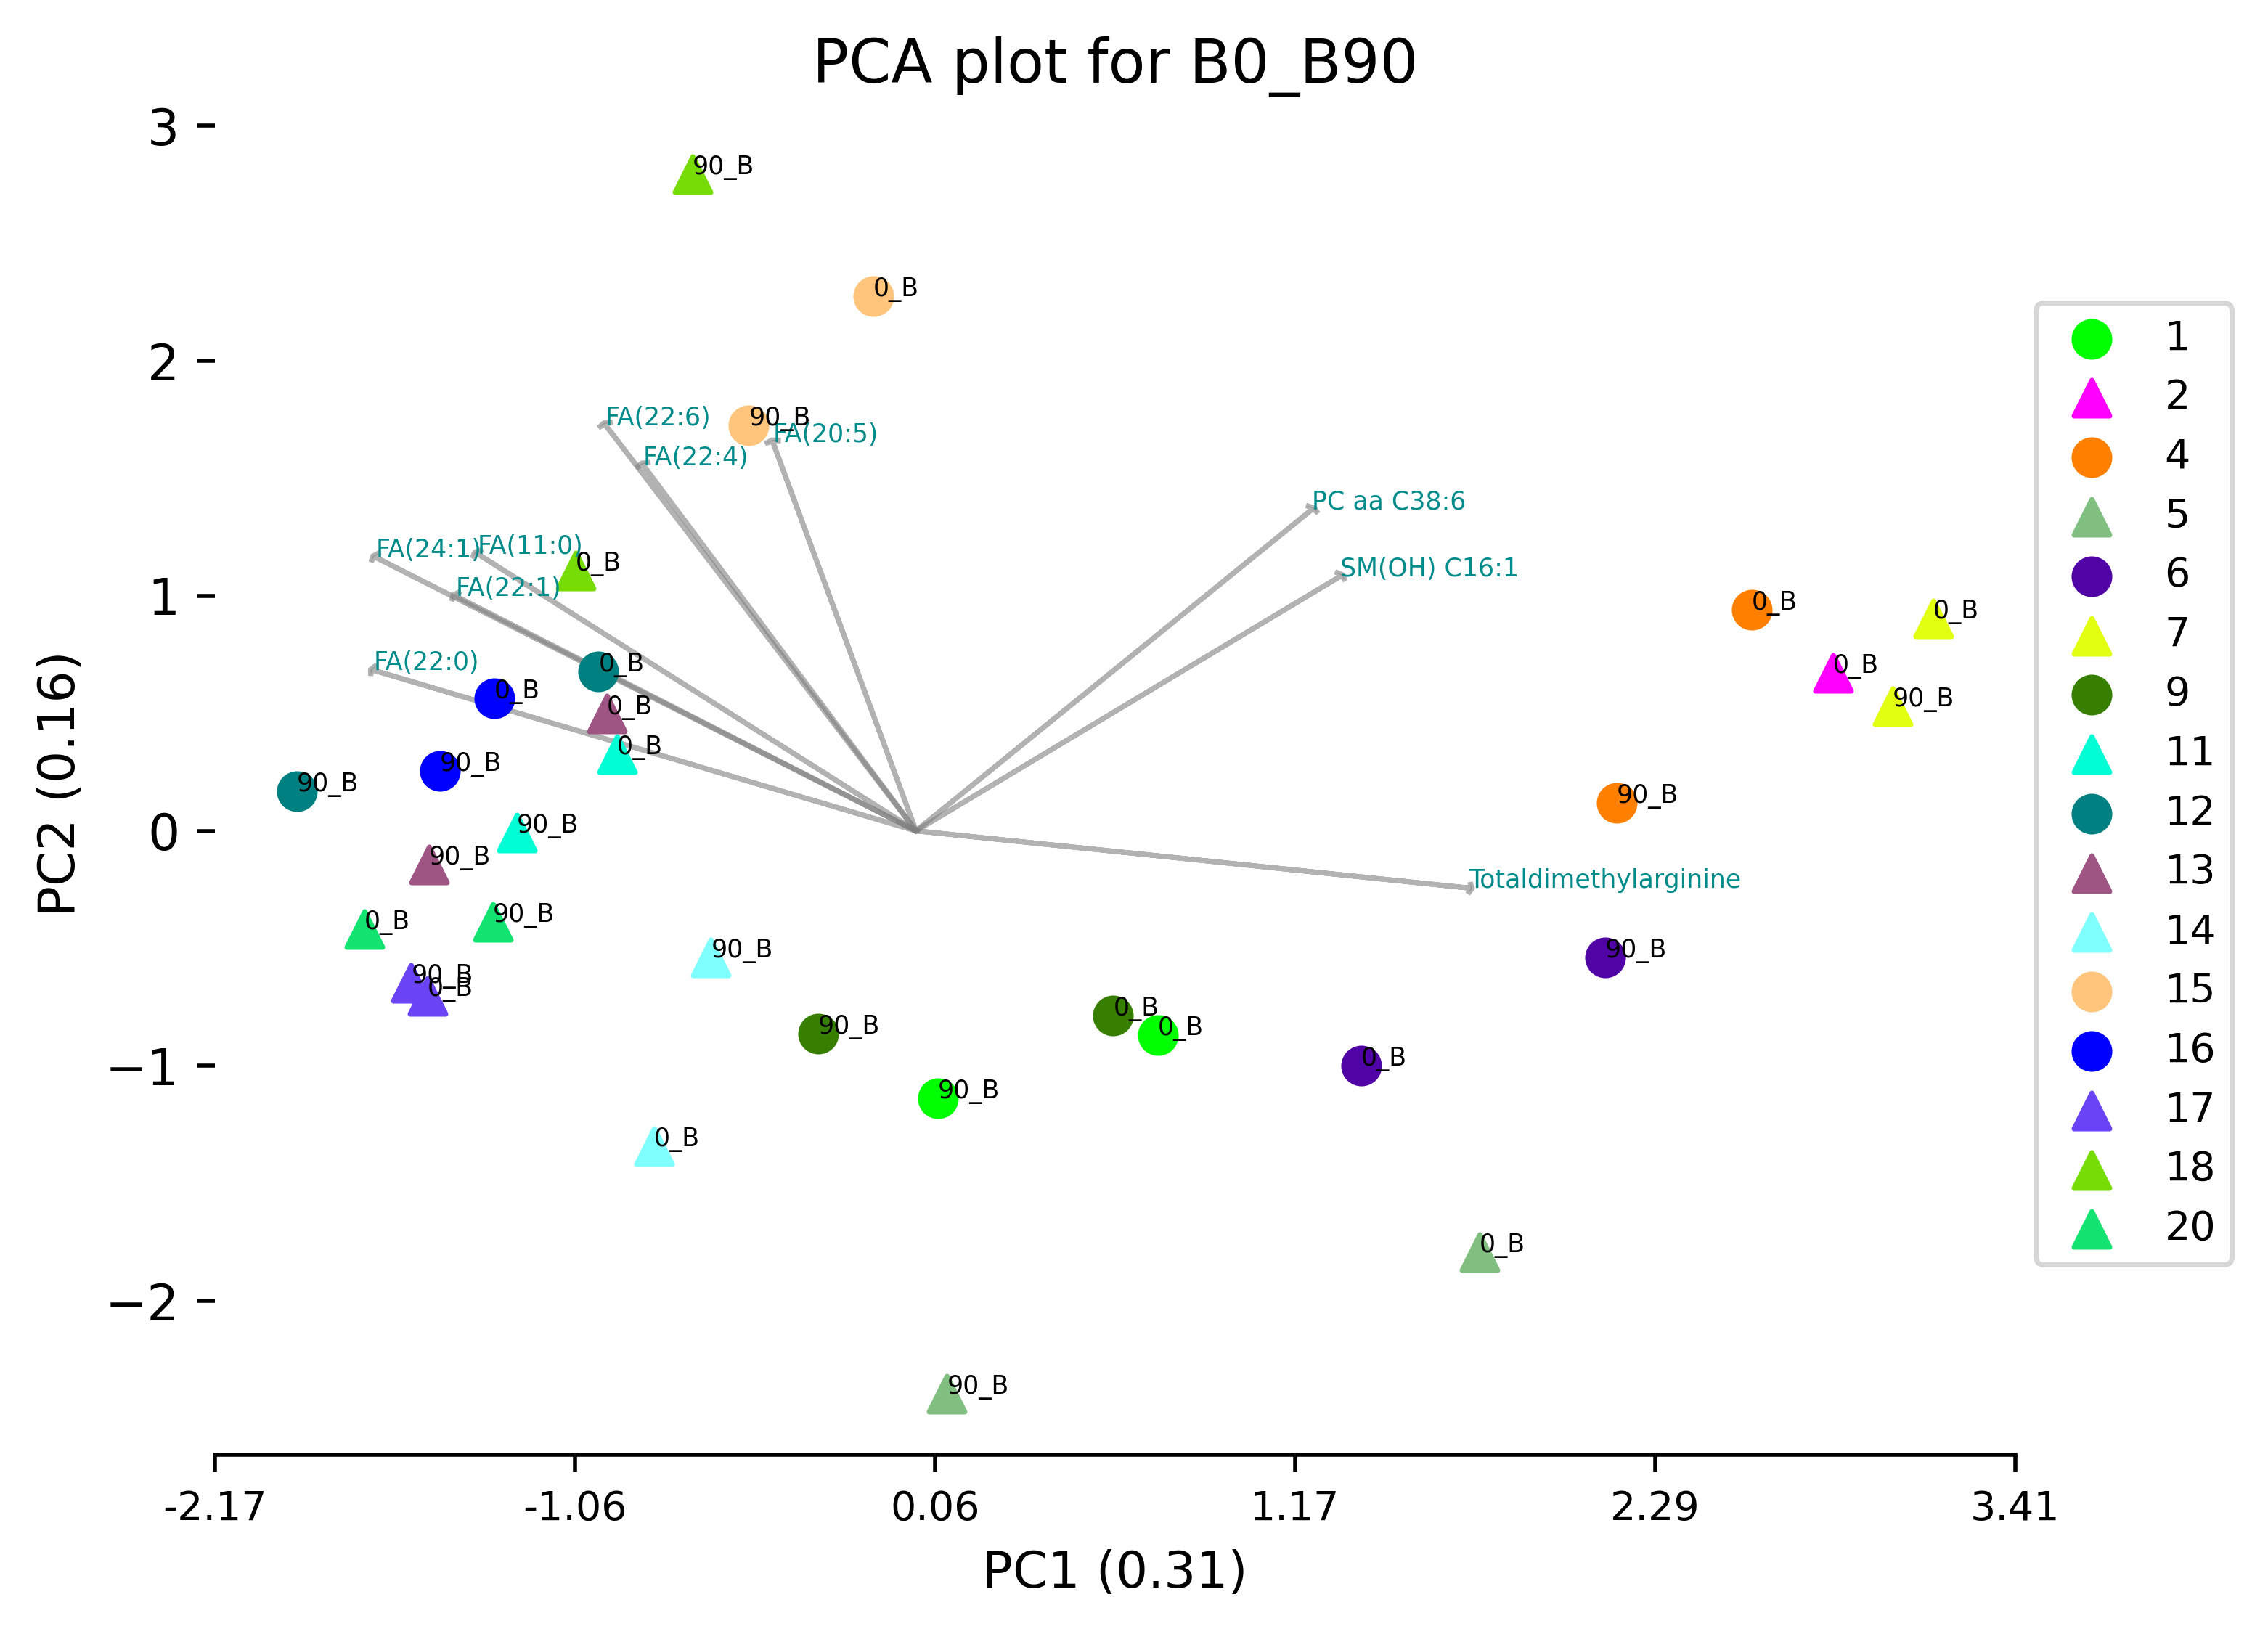 PCA plot for B0_B90
3
90_B
0_B
2
FA(22:6)
90_B
FA(20:5)
FA(22:4)
PC aa C38:6
FA(24:1)
FA(11:0)
0_B
SM(OH) C16:1
FA(22:1)
1
0_B
0_B
FA(22:0)
0_B
0_B
0_B
90_B
0_B
0_B
90_B
90_B
90_B
0
90_B
90_B
Totaldimethylarginine
0_B
90_B
90_B
90_B
90_B
0_B
90_B
0_B
0_B
−1
0_B
90_B
0_B
0_B
−2
90_B
PC2 (0.16)
-2.17
-1.06
0.06
1.17
2.29
3.41
PC1 (0.31)
1
2
4
5
6
7
9
11
12
13
14
15
16
17
18
20